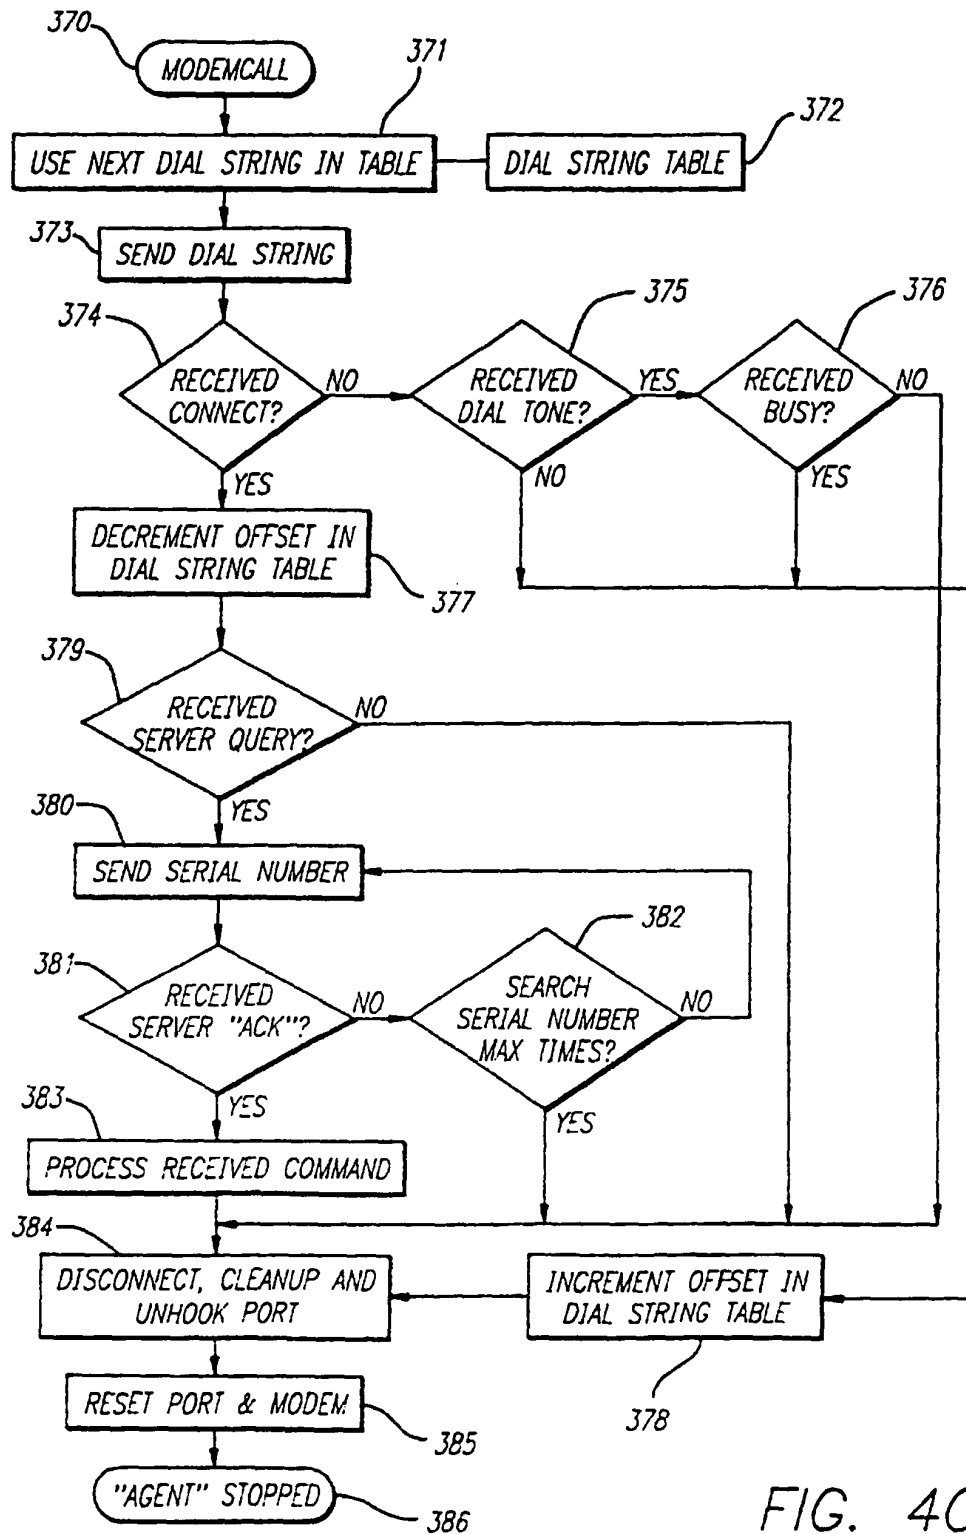 370
MODEMCALL
371
USE NEXT DIAL STRING IN TABLE
372
DIAL STRING TABLE
373
SEND DIAL STRING
374
RECEIVED
CONNECT?
NO
YES
375
RECEIVED
DIAL TONE?
YES
NO
376
RECEIVED
BUSY?
NO
YES
DECREMENT OFFSET IN
DIAL STRING TABLE
377
379
RECEIVED
SERVER QUERY?
NO
YES
380
SEND SERIAL NUMBER
381
RECEIVED
SERVER "ACK"?
NO
YES
382
SEARCH
SERIAL NUMBER
MAX TIMES?
NO
YES
383
PROCESS RECEIVED COMMAND
384
DISCONNECT, CLEANUP AND
UNHOOK PORT
INCREMENT OFFSET IN
DIAL STRING TABLE
378
RESET PORT & MODEM
385
"AGENT" STOPPED
386
FIG. 4C